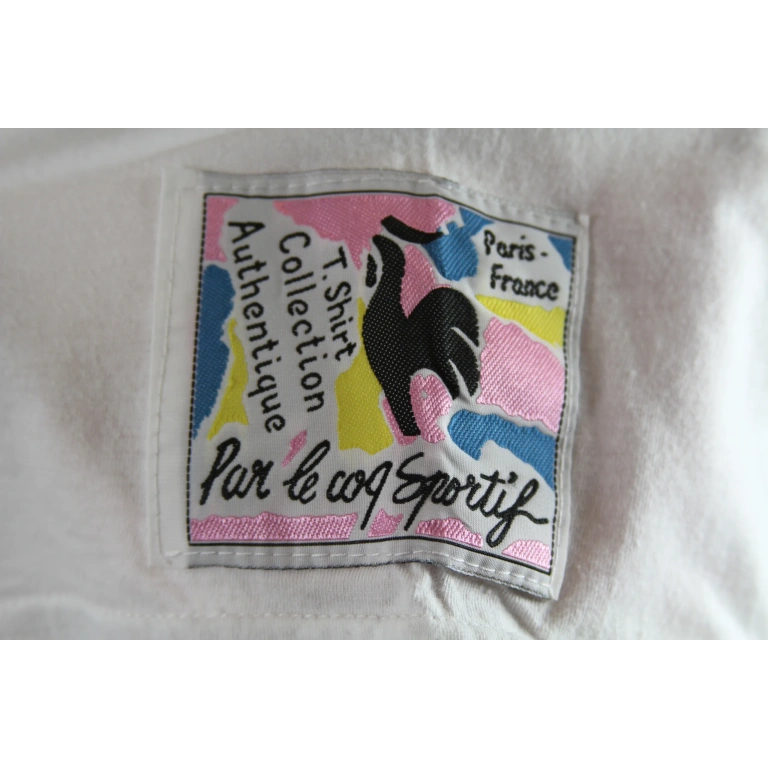 T. Shirt
Collection
Authentique
Paris -
France
Par le coq Sportif